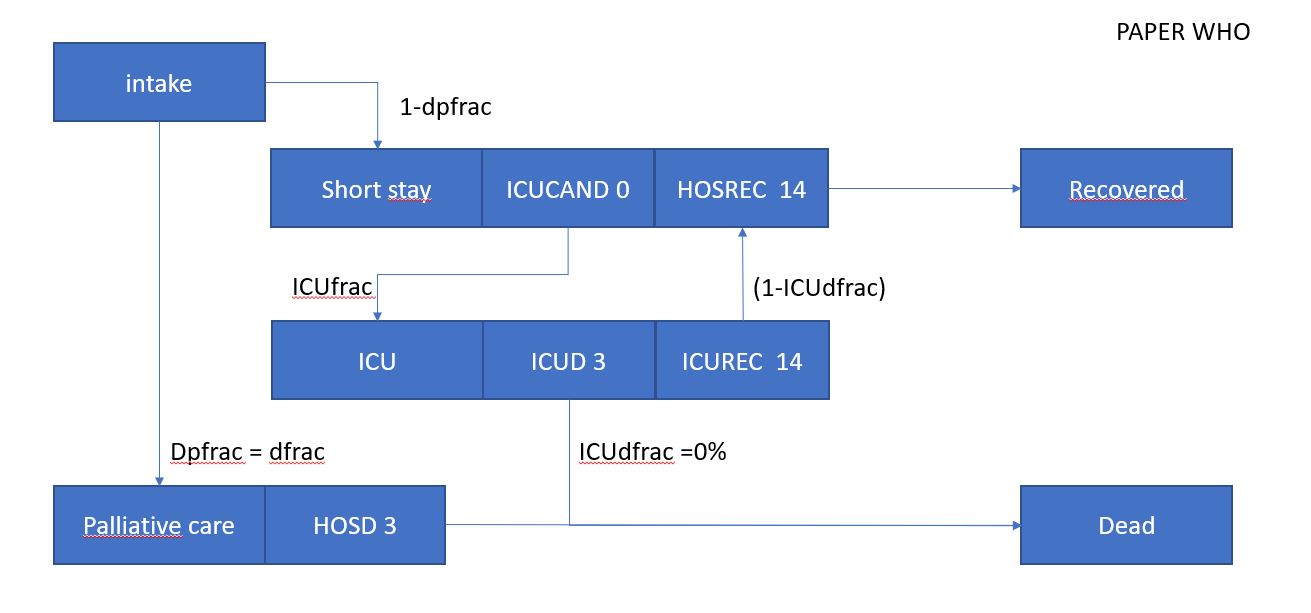 PAPER WHO
intake
1-dpfrac
Short stay
ICUCAND 0
HOSREC 14
Recovered
ICUfrac
(1-ICUdfrac)
ICU
ICUD 3
ICUREC 14
Dpfrac = dfrac
ICUdfrac =0%
Palliative care
HOSD 3
Dead